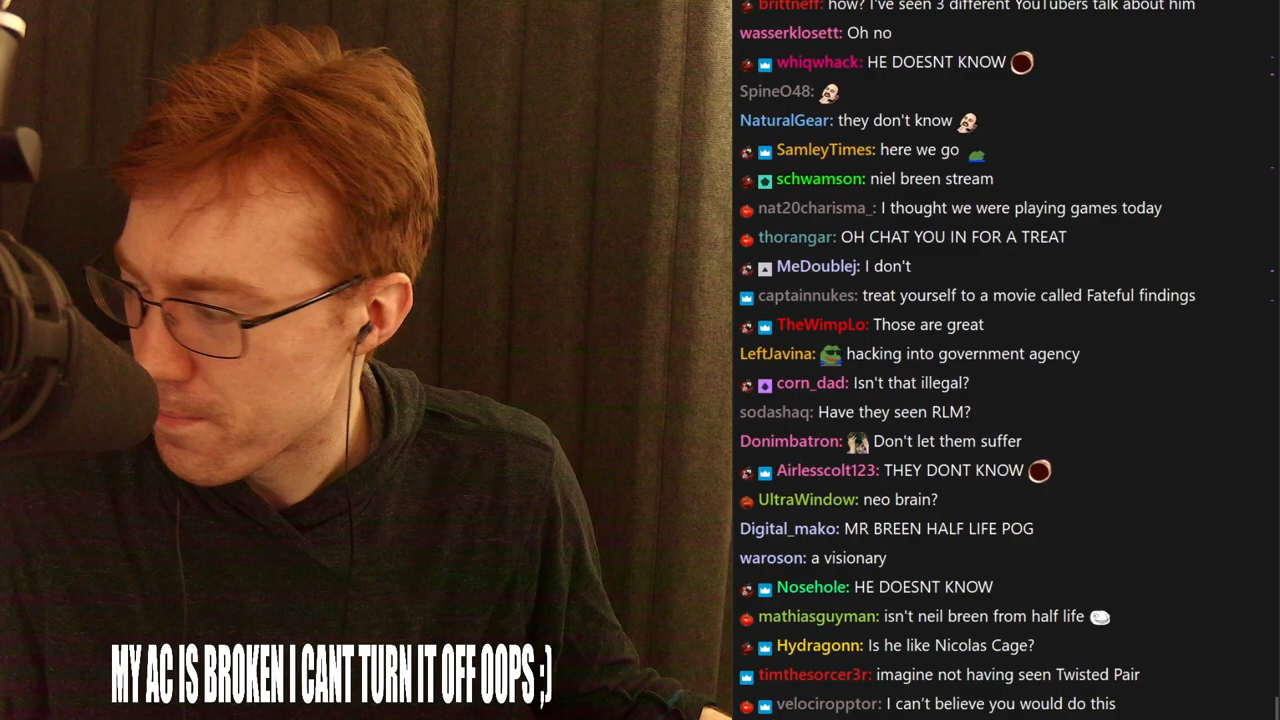 brittneff: how? I've seen 3 different YouTubers talk about him
wasserklosett: Oh no
whiqwhack: HE DOESNT KNOW
SpineO48:
NaturalGear: they don't know
SamleyTimes: here we go
schwamson: niel breen stream
nat20charisma_: I thought we were playing games today
thorangar: OH CHAT YOU IN FOR A TREAT
MeDoublej: I don't
captainnukes: treat yourself to a movie called Fateful findings
TheWimpLo: Those are great
LeftJavina: hacking into government agency
corn_dad: Isn't that illegal?
sodashaq: Have they seen RLM?
Donimbatron: Don't let them suffer
Airlesscolt123: THEY DONT KNOW
UltraWindow: neo brain?
Digital_mako: MR BREEN HALF LIFE POG
waroson: a visionary
Nosehole: HE DOESNT KNOW
mathiasguyman: isn't neil breen from half life
Hydragonn: Is he like Nicolas Cage?
timthesorcer3r: imagine not having seen Twisted Pair
velociropptor: I can't believe you would do this
MY AC IS BROKEN I CANT TURN IT OFF OOPS ;)